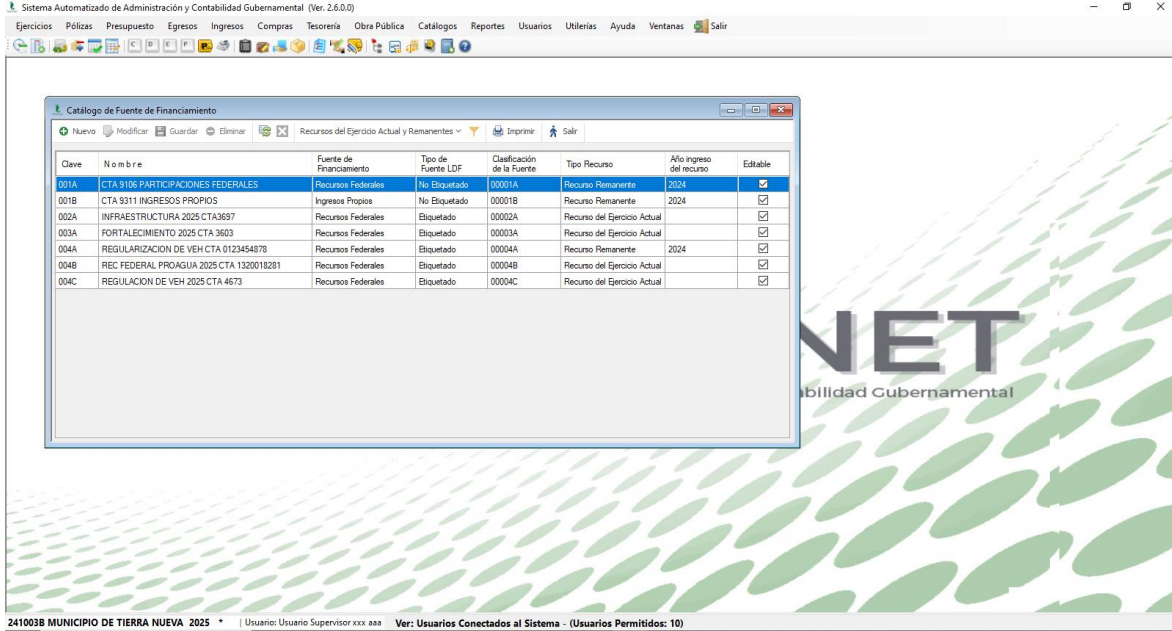 Sistema Automatizado de Administración y Contabilidad Gubernamental (Ver. 2.6.0.0)
Ejercicios Pólizas Presupuesto Egresos Ingresos Compras Tesorería Obra Pública Catálogos Reportes Usuarios Utilerías Ayuda Ventanas Salir
C D E P P
Catálogo de Fuente de Financiamiento
Nuevo Modificar Guardar Eliminar Recursos del Ejercicio Actual y Remanentes Imprimir Salir
Clave Nombre Fuente de Financiamiento Tipo de Fuente LDF Clasificación de la Fuente Tipo Recurso Año ingreso del recurso Editable
001A CTA 9106 PARTICIPACIONES FEDERALES Recursos Federales No Etiquetado 00001A Recurso Remanente 2024
001B CTA 9311 INGRESOS PROPIOS Ingresos Propios No Etiquetado 00001B Recurso Remanente 2024
002A INFRAESTRUCTURA 2025 CTA3697 Recursos Federales Etiquetado 00002A Recurso del Ejercicio Actual
003A FORTALECIMIENTO 2025 CTA 3603 Recursos Federales Etiquetado 00003A Recurso del Ejercicio Actual
004A REGULARIZACION DE VEH CTA 0123454878 Recursos Federales Etiquetado 00004A Recurso Remanente 2024
004B REC FEDERAL PROAGUA 2025 CTA 1320018281 Recursos Federales Etiquetado 00004B Recurso del Ejercicio Actual
004C REGULACION DE VEH 2025 CTA 4673 Recursos Federales Etiquetado 00004C Recurso del Ejercicio Actual
NET
abilidad Gubernamental
241003B MUNICIPIO DE TIERRA NUEVA 2025 * | Usuario: Usuario Supervisor xxx aaa Ver: Usuarios Conectados al Sistema - (Usuarios Permitidos: 10)